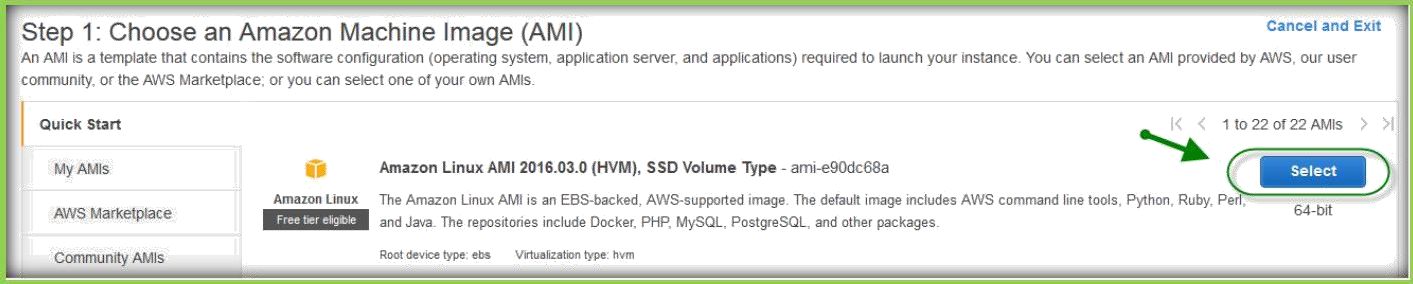 Step 1: Choose an Amazon Machine Image (AMI)
Cancel and Exit
An AMI is a template that contains the software configuration (operating system, application server, and applications) required to launch your instance. You can select an AMI provided by AWS, our user
community, or the AWS Marketplace; or you can select one of your own AMIs.
Quick Start
1 to 22 of 22 AMIs
My AMIs
AWS Marketplace
Community AMIs
Amazon Linux
Free tier eligible
Amazon Linux AMI 2016.03.0 (HVM), SSD Volume Type - ami-e90dc68a
The Amazon Linux AMI is an EBS-backed, AWS-supported image. The default image includes AWS command line tools, Python, Ruby, Perl,
and Java. The repositories include Docker, PHP, MySQL, PostgreSQL, and other packages.
Root device type: ebs Virtualization type: hvm
Select
64-bit